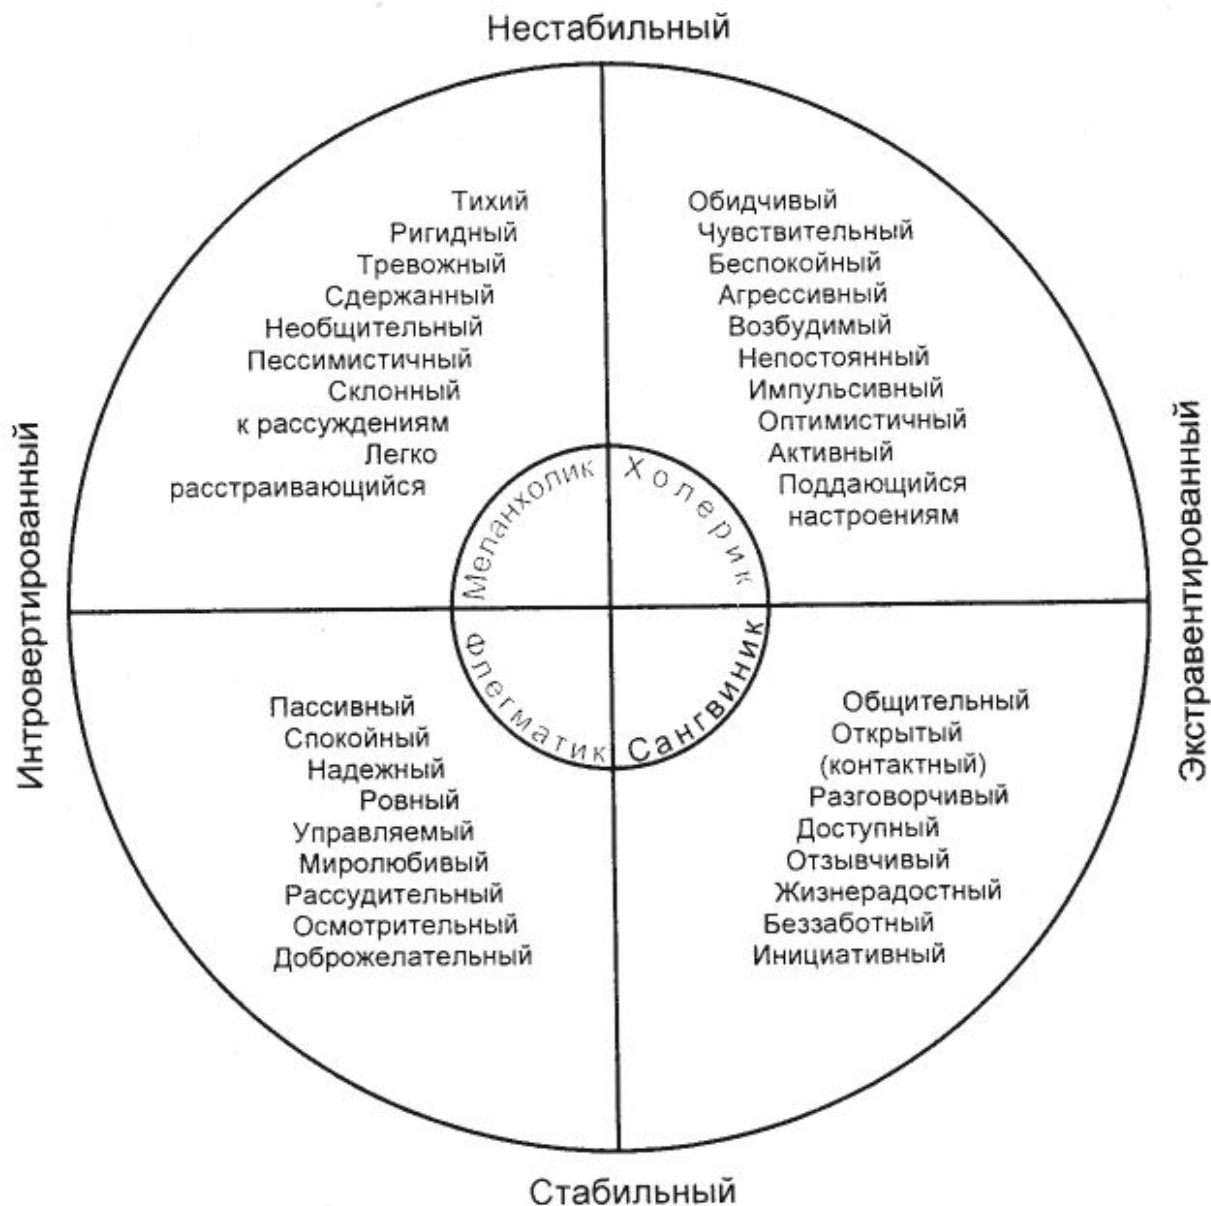 Нестабильный
Тихий
Ригидный
Тревожный
Сдержанный
Необщительный
Пессимистичный
Склонный
к рассуждениям
Легко
расстраивающийся
Обидчивый
Чувствительный
Беспокойный
Агрессивный
Возбудимый
Непостоянный
Импульсивный
Оптимистичный
Активный
Поддающийся
настроениям
Интровертированный
Экстравентированный
Меланхолик
Холерик
Флегматик
Сангвиник
Пассивный
Спокойный
Надежный
Ровный
Управляемый
Миролюбивый
Рассудительный
Осмотрительный
Доброжелательный
Общительный
Открытый
(контактный)
Разговорчивый
Доступный
Отзывчивый
Жизнерадостный
Беззаботный
Инициативный
Стабильный